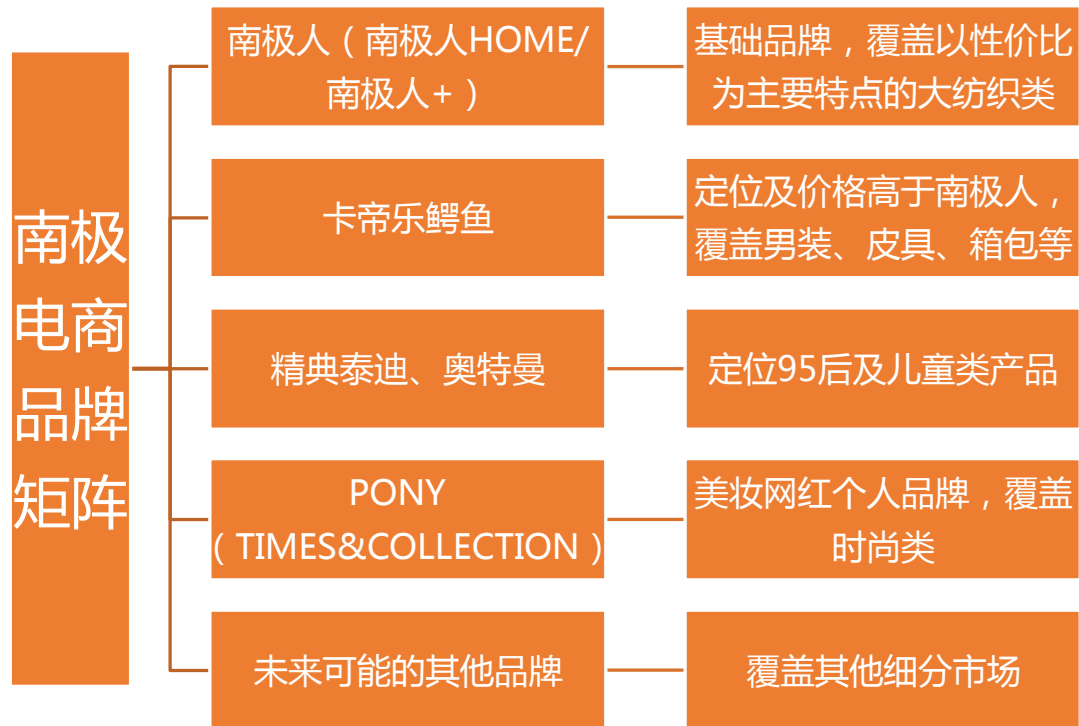 南极
电商
品牌
矩阵
南极人（南极人HOME/
南极人+）
基础品牌，覆盖以性价比
为主要特点的大纺织类
卡帝乐鳄鱼
定位及价格高于南极人，
覆盖男装、皮具、箱包等
精典泰迪、奥特曼
定位95后及儿童类产品
PONY
（TIMES&COLLECTION）
美妆网红个人品牌，覆盖
时尚类
未来可能的其他品牌
覆盖其他细分市场